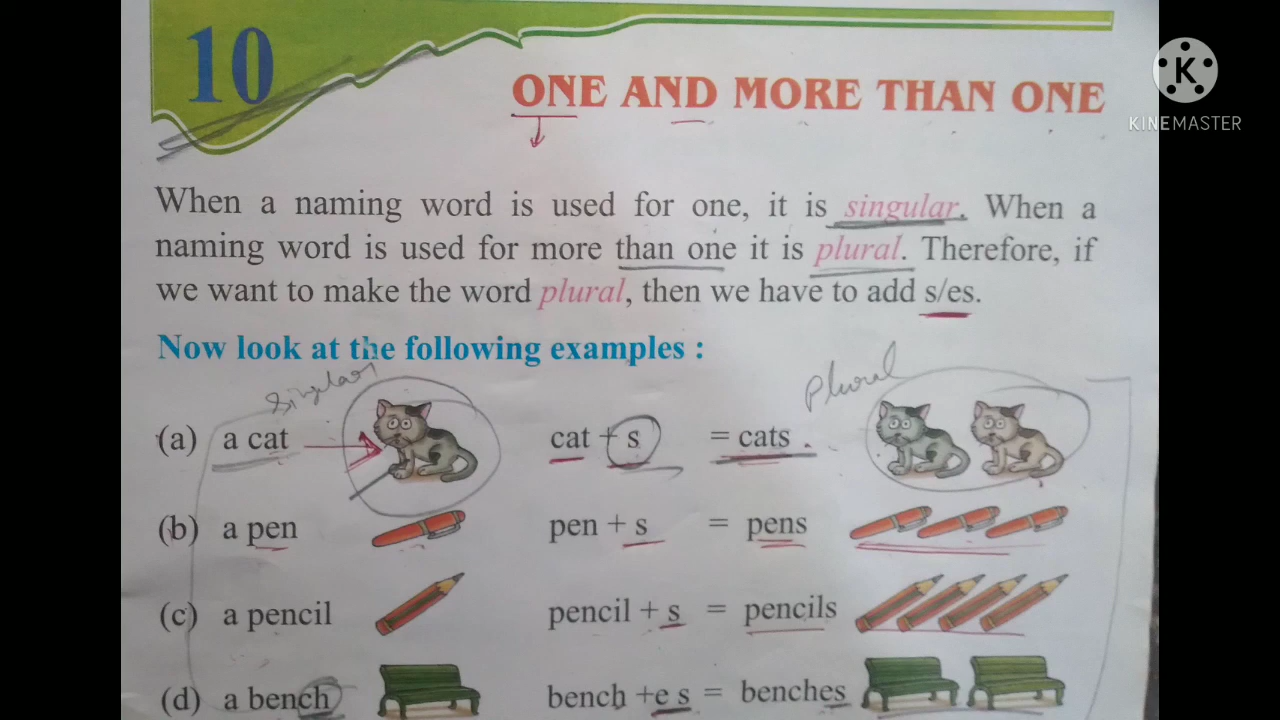 10
ONE AND MORE THAN ONE
K
KINEMASTER
When a naming word is used for one, it is singular. When a
naming word is used for more than one it is plural. Therefore, if
we want to make the word plural, then we have to add s/es.
Now look at the following examples :
Singular
Plural
(a) a cat cat + s = cats .
(b) a pen pen + s = pens
(c) a pencil pencil + s = pencils
(d) a bench bench +e s = benches